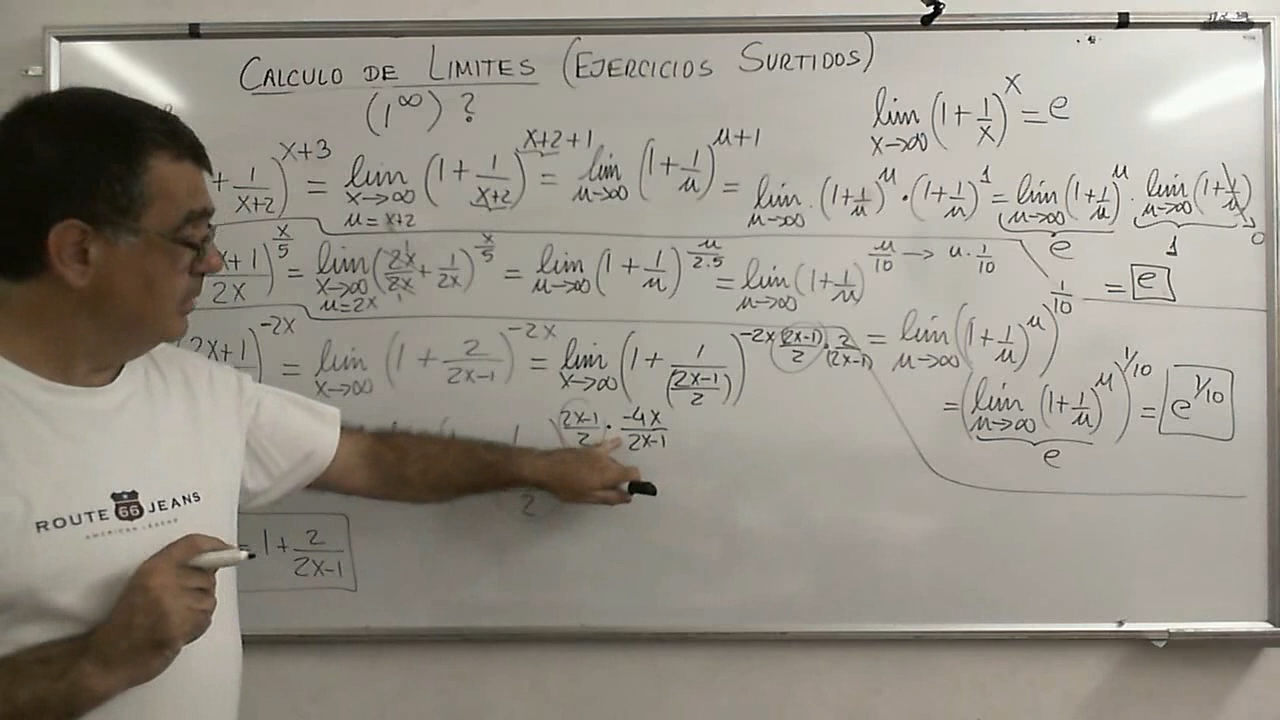 CALCULO DE LIMITES (EJERCICIOS SURTIDOS)
(1^∞) ?
lim x→∞ (1 + 1/x)^x = e
+ 1/(x+2))^(x+3) = lim x→∞ (1 + 1/(x+2))^(x+2+1) = lim μ→∞ (1 + 1/μ)^(μ+1) = lim μ→∞ (1 + 1/μ)^μ · (1 + 1/μ)^1 = lim μ→∞ (1 + 1/μ)^μ · lim μ→∞ (1 + 1/μ)
μ = x+2
e 1 0
= e
x+1)/2x)^(x/5) = lim x→∞ (2x/2x + 1/2x)^(x/5) = lim μ→∞ (1 + 1/μ)^(μ/2.5) = lim μ→∞ (1 + 1/μ)^(μ/10) → μ · 1/10
μ = 2x
= lim μ→∞ ((1 + 1/μ)^μ)^(1/10)
= (lim μ→∞ (1 + 1/μ)^μ)^(1/10) = e^(1/10)
e
(2x+1)^(-2x) = lim x→∞ (1 + 2/(2x-1))^(-2x) = lim x→∞ (1 + 1/((2x-1)/2))^(-2x (2x-1)/2 · 2/(2x-1))
1 / 2)^((2x-1)/2 · -4x/(2x-1))
= 1 + 2/(2x-1)
ROUTE 66 JEANS
AMERICAN LEGEND